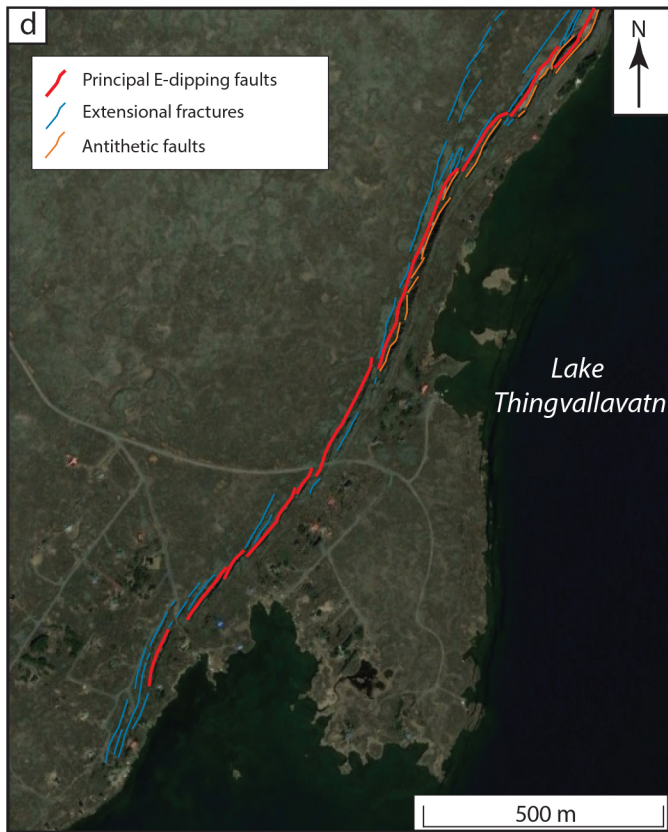 d
N
Principal E-dipping faults
Extensional fractures
Antithetic faults
Lake
Thingvallavatn
500 m